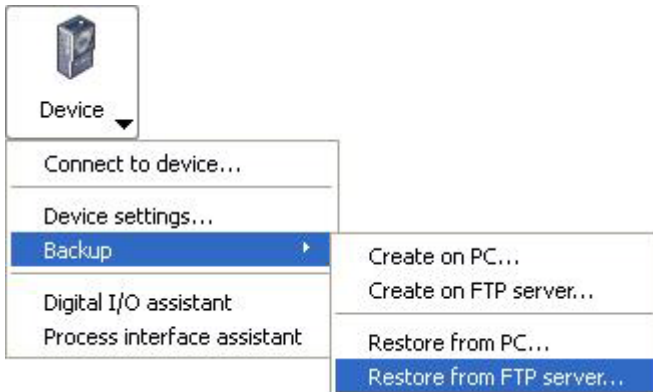 Device
Connect to device...
Device settings...
Backup
Create on PC...
Create on FTP server...
Digital I/O assistant
Process interface assistant
Restore from PC...
Restore from FTP server...